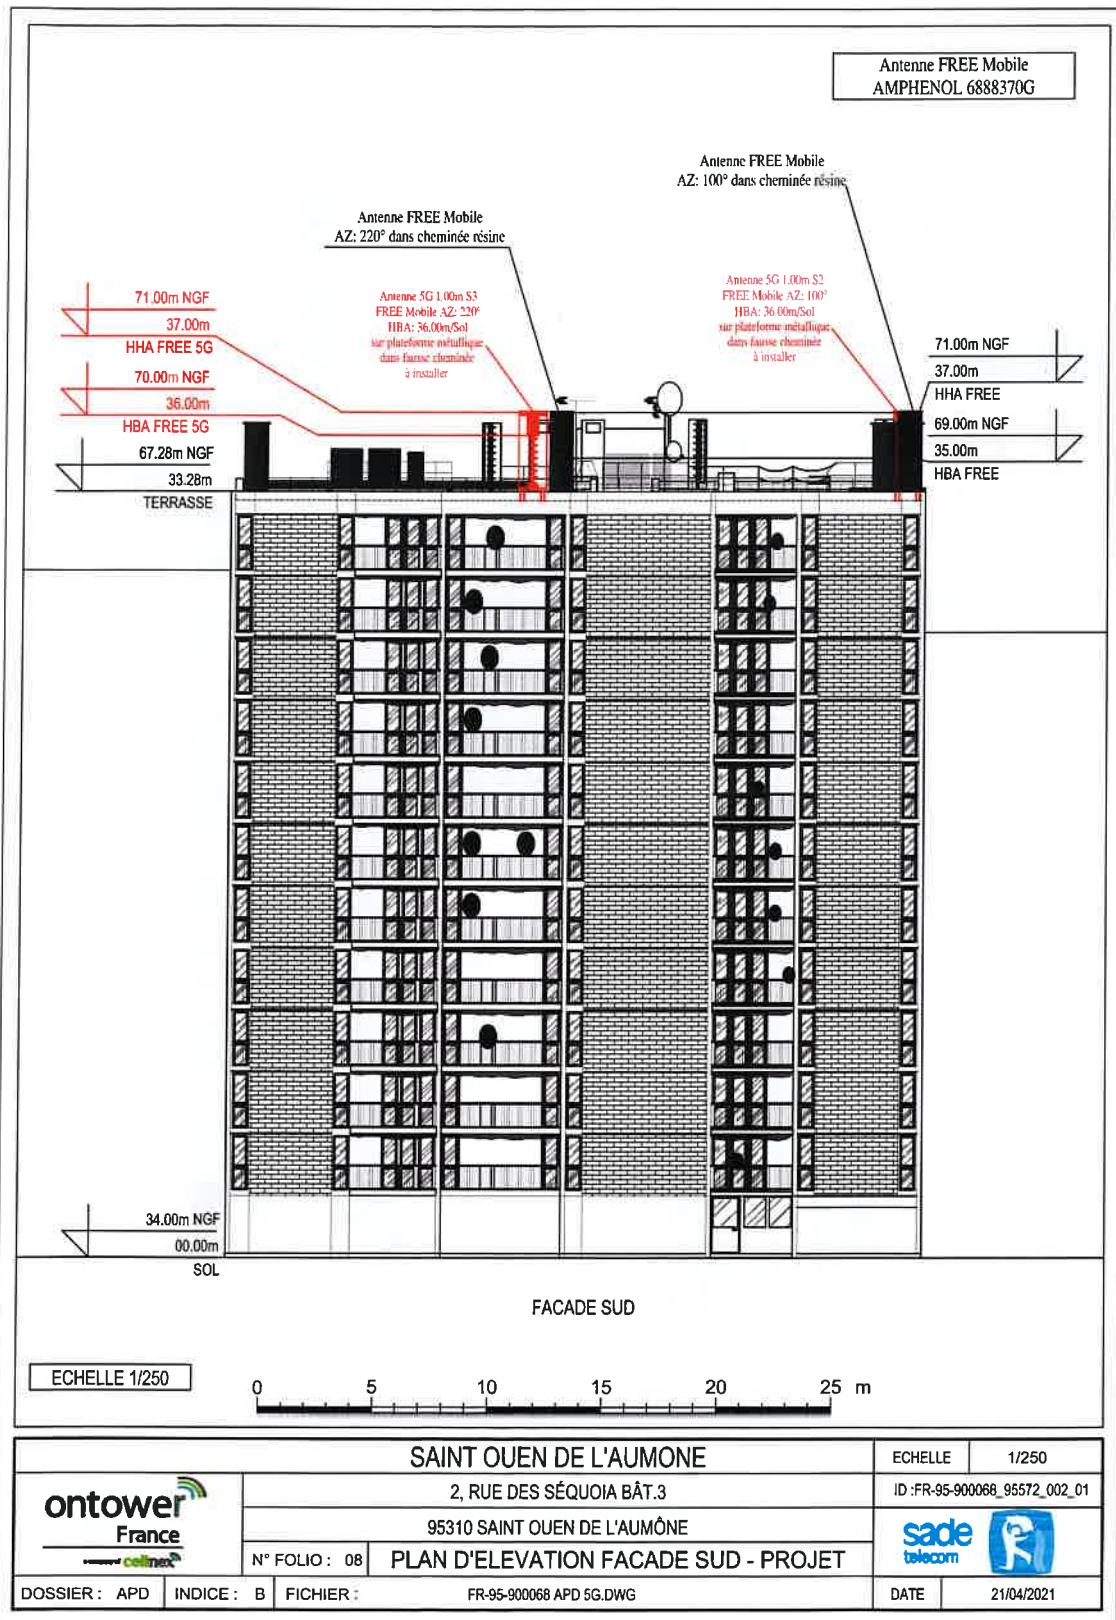 Antenne FREE Mobile
AMPHENOL 6888370G
Antenne FREE Mobile
AZ: 100° dans cheminée résine
Antenne FREE Mobile
AZ: 220° dans cheminée résine
Antenne 5G 1.00m S3
FREE Mobile AZ: 220°
HBA: 36.00m/Sol
sur plateforme métallique
dans fausse cheminée
à installer
Antenne 5G 1.00m S2
FREE Mobile AZ: 100°
HBA: 36.00m/Sol
sur plateforme métallique
dans fausse cheminée
à installer
71.00m NGF
37.00m
HHA FREE 5G
70.00m NGF
36.00m
HBA FREE 5G
67.28m NGF
33.28m
TERRASSE
71.00m NGF
37.00m
HHA FREE
69.00m NGF
35.00m
HBA FREE
34.00m NGF
00.00m
SOL
FACADE SUD
ECHELLE 1/250
0 5 10 15 20 25 m
SAINT OUEN DE L'AUMONE
ECHELLE 1/250
ontower
France
cellnex
2, RUE DES SÉQUOIA BÂT.3
ID :FR-95-900068_95572_002_01
95310 SAINT OUEN DE L'AUMÔNE
sade
telecom
N° FOLIO : 08
PLAN D'ELEVATION FACADE SUD - PROJET
DOSSIER : APD
INDICE : B
FICHIER :
FR-95-900068 APD 5G.DWG
DATE
21/04/2021